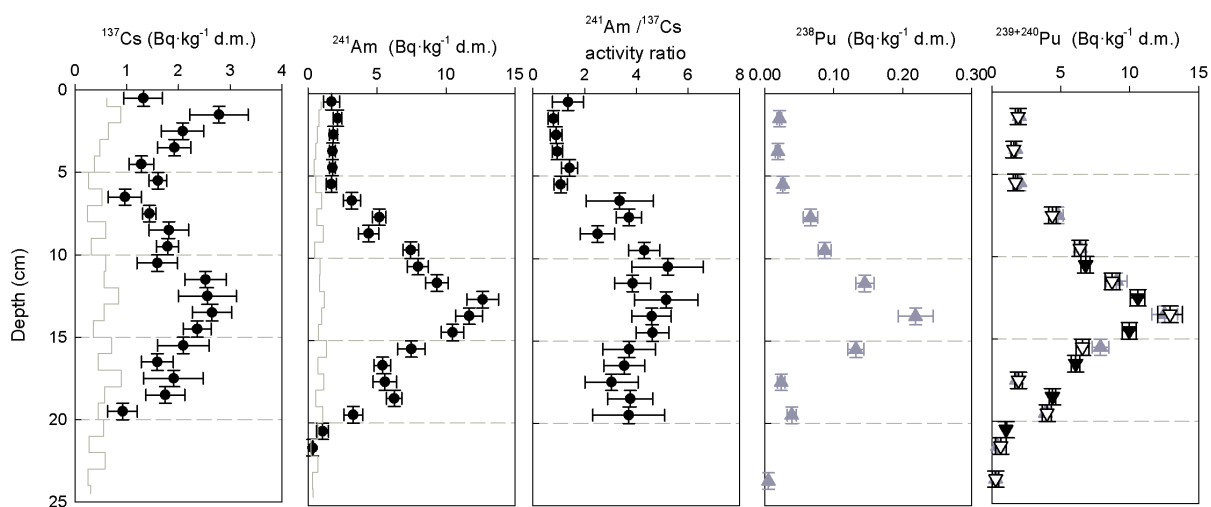 ¹³⁷Cs (Bq·kg⁻¹ d.m.)
²⁴¹Am (Bq·kg⁻¹ d.m.)
²⁴¹Am /¹³⁷Cs
activity ratio
²³⁸Pu (Bq·kg⁻¹ d.m.)
²³⁹⁺²⁴⁰Pu (Bq·kg⁻¹ d.m.)
0 1 2 3 4
0 5 10 15
0 2 4 6 8
0.00 0.10 0.20 0.30
0 5 10 15
0
5
10
15
20
25
Depth (cm)